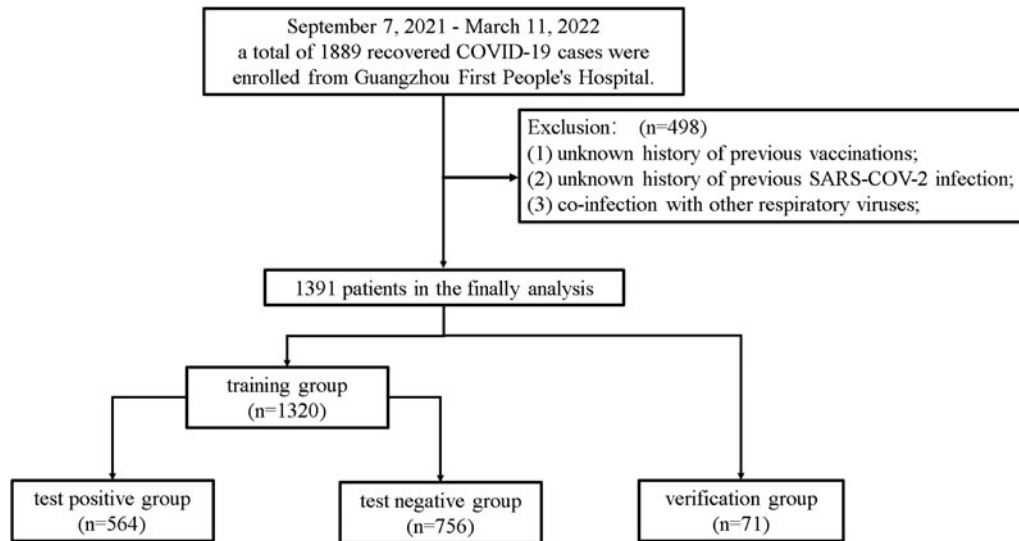 September 7, 2021 - March 11, 2022
a total of 1889 recovered COVID-19 cases were
enrolled from Guangzhou First People's Hospital.
Exclusion: (n=498)
(1) unknown history of previous vaccinations;
(2) unknown history of previous SARS-COV-2 infection;
(3) co-infection with other respiratory viruses;
1391 patients in the finally analysis
training group
(n=1320)
test positive group
(n=564)
test negative group
(n=756)
verification group
(n=71)